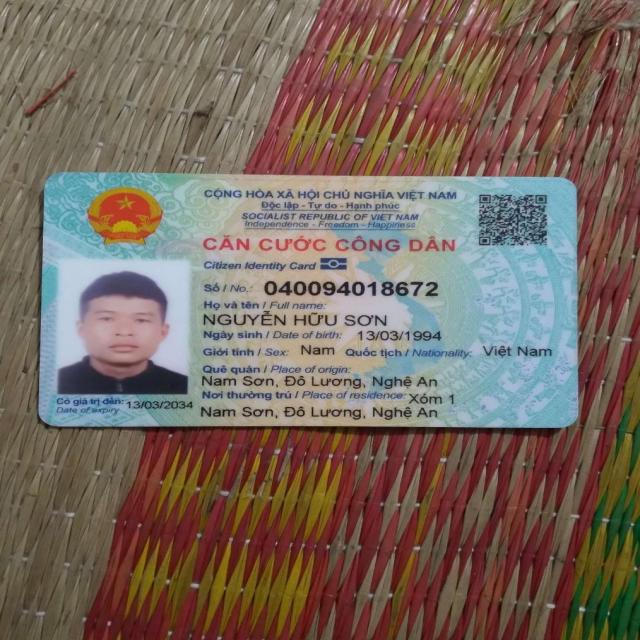 CỘNG HÒA XÃ HỘI CHỦ NGHĨA VIỆT NAM
Độc lập - Tự do - Hạnh phúc
SOCIALIST REPUBLIC OF VIET NAM
Independence - Freedom - Happiness
CĂN CƯỚC CÔNG DÂN
Citizen Identity Card
Số / No.: 040094018672
Họ và tên / Full name:
NGUYỄN HỮU SƠN
Ngày sinh / Date of birth: 13/03/1994
Giới tính / Sex: Nam Quốc tịch / Nationality: Việt Nam
Quê quán / Place of origin:
Nam Sơn, Đô Lương, Nghệ An
Nơi thường trú / Place of residence: Xóm 1
Nam Sơn, Đô Lương, Nghệ An
Có giá trị đến: 13/03/2034
Date of expiry